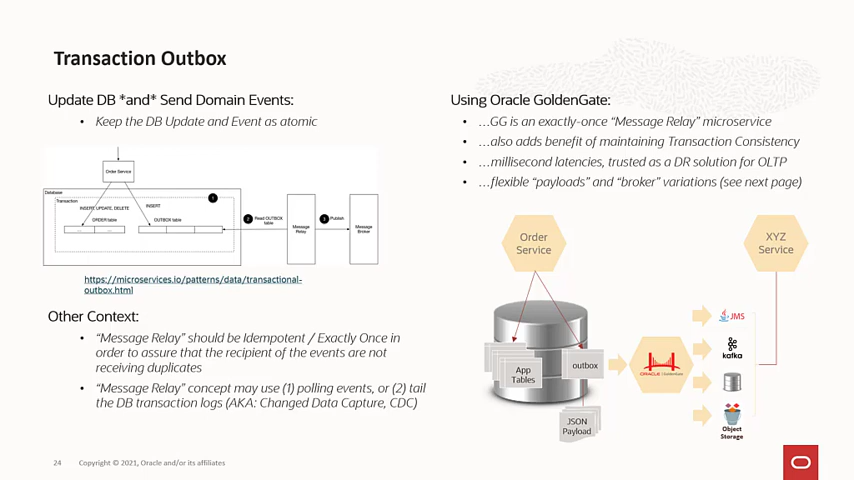 Transaction Outbox
Update DB *and* Send Domain Events:
• Keep the DB Update and Event as atomic
Order Service
Database
Transaction
1
INSERT, UPDATE, DELETE
INSERT
ORDER table
OUTBOX table
2 Read OUTBOX
table
Message
Relay
3 Publish
Message
Broker
https://microservices.io/patterns/data/transactional-
outbox.html
Other Context:
• “Message Relay” should be Idempotent / Exactly Once in
order to assure that the recipient of the events are not
receiving duplicates
• “Message Relay” concept may use (1) polling events, or (2) tail
the DB transaction logs (AKA: Changed Data Capture, CDC)
Using Oracle GoldenGate:
• …GG is an exactly-once “Message Relay” microservice
• …also adds benefit of maintaining Transaction Consistency
• …millisecond latencies, trusted as a DR solution for OLTP
• …flexible “payloads” and “broker” variations (see next page)
Order
Service
XYZ
Service
App
Tables
outbox
JSON
Payload
ORACLE GoldenGate
JMS
kafka
Object
Storage
24 Copyright © 2021, Oracle and/or its affiliates